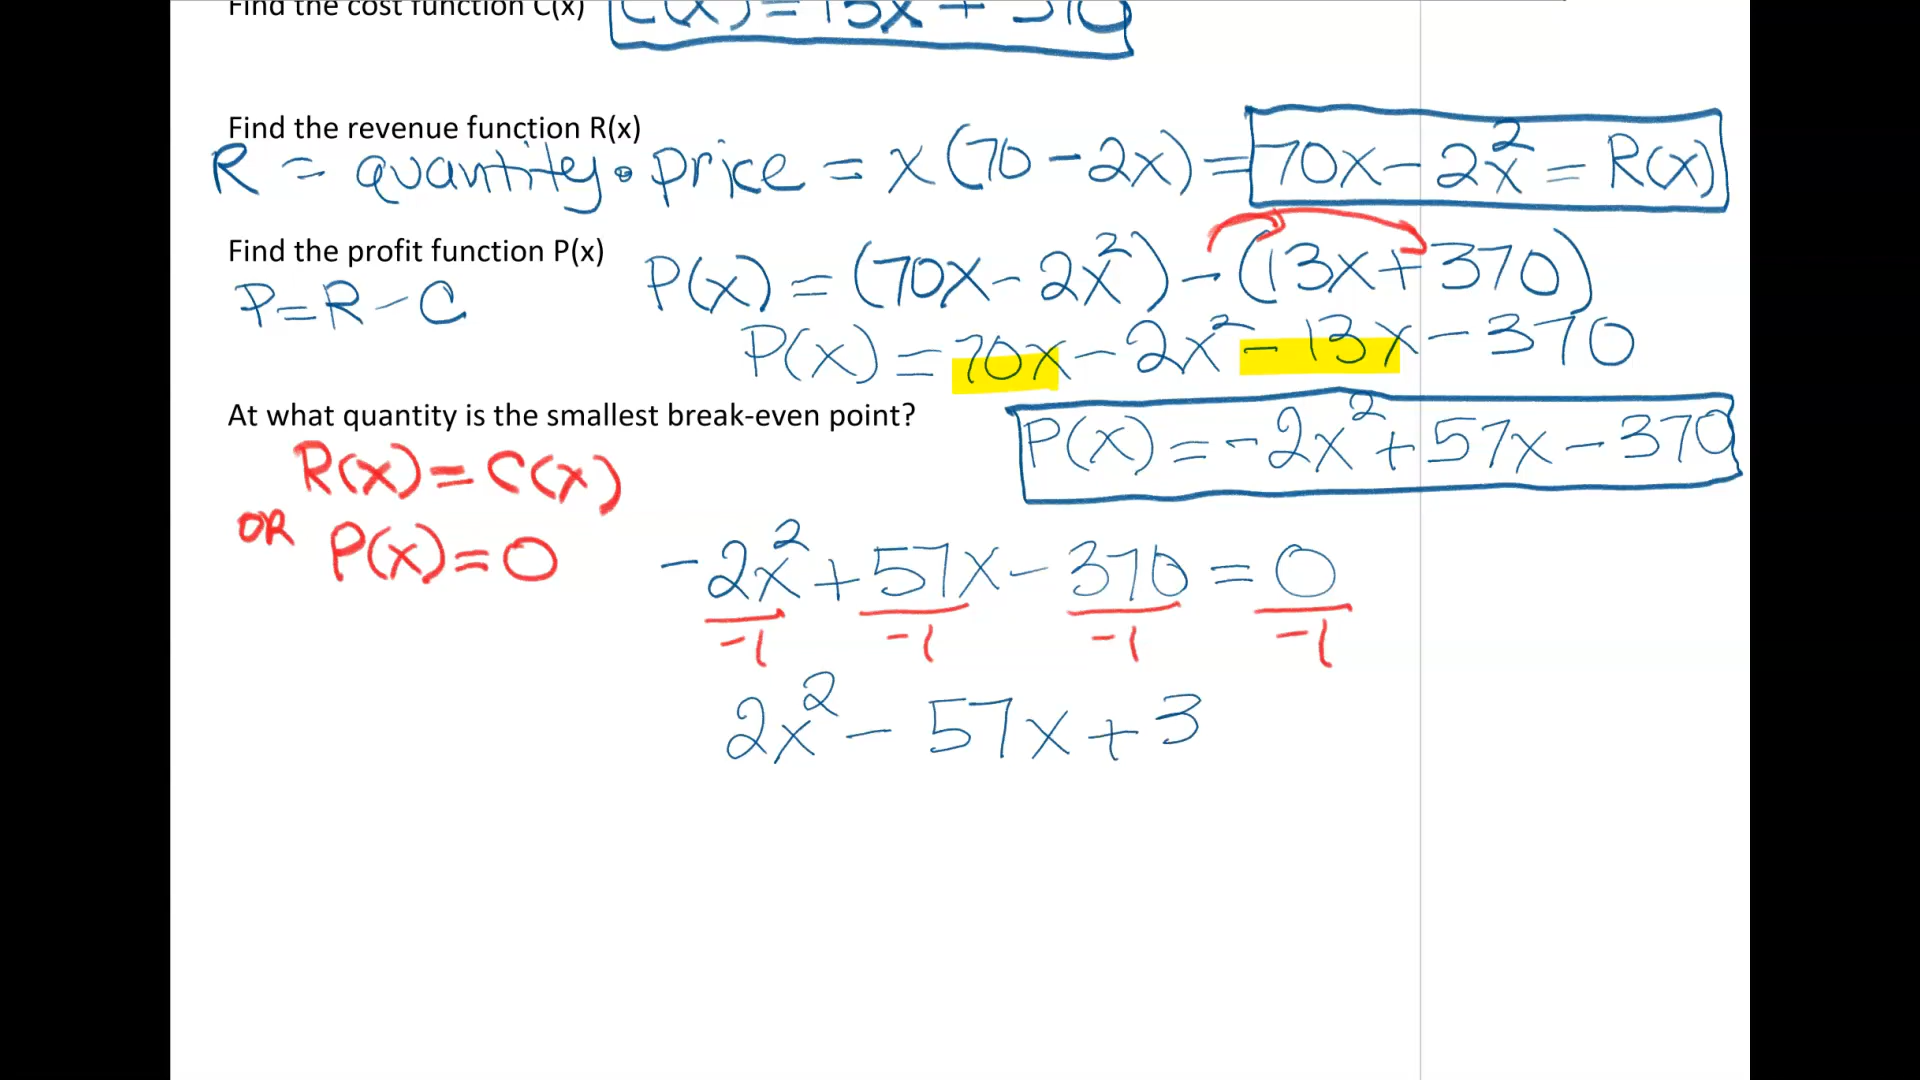 Find the cost function C(x) C(x) = 13x + 370
Find the revenue function R(x)
R = quantity • price = x(70 - 2x) = 70x - 2x² = R(x)
Find the profit function P(x) P(x) = (70x - 2x²) - (13x + 370)
P = R - C
P(x) = 70x - 2x² - 13x - 370
At what quantity is the smallest break-even point? P(x) = -2x² + 57x - 370
R(x) = C(x)
OR P(x) = 0
-2x² + 57x - 370 = 0
-1 -1 -1 -1
2x² - 57x + 3